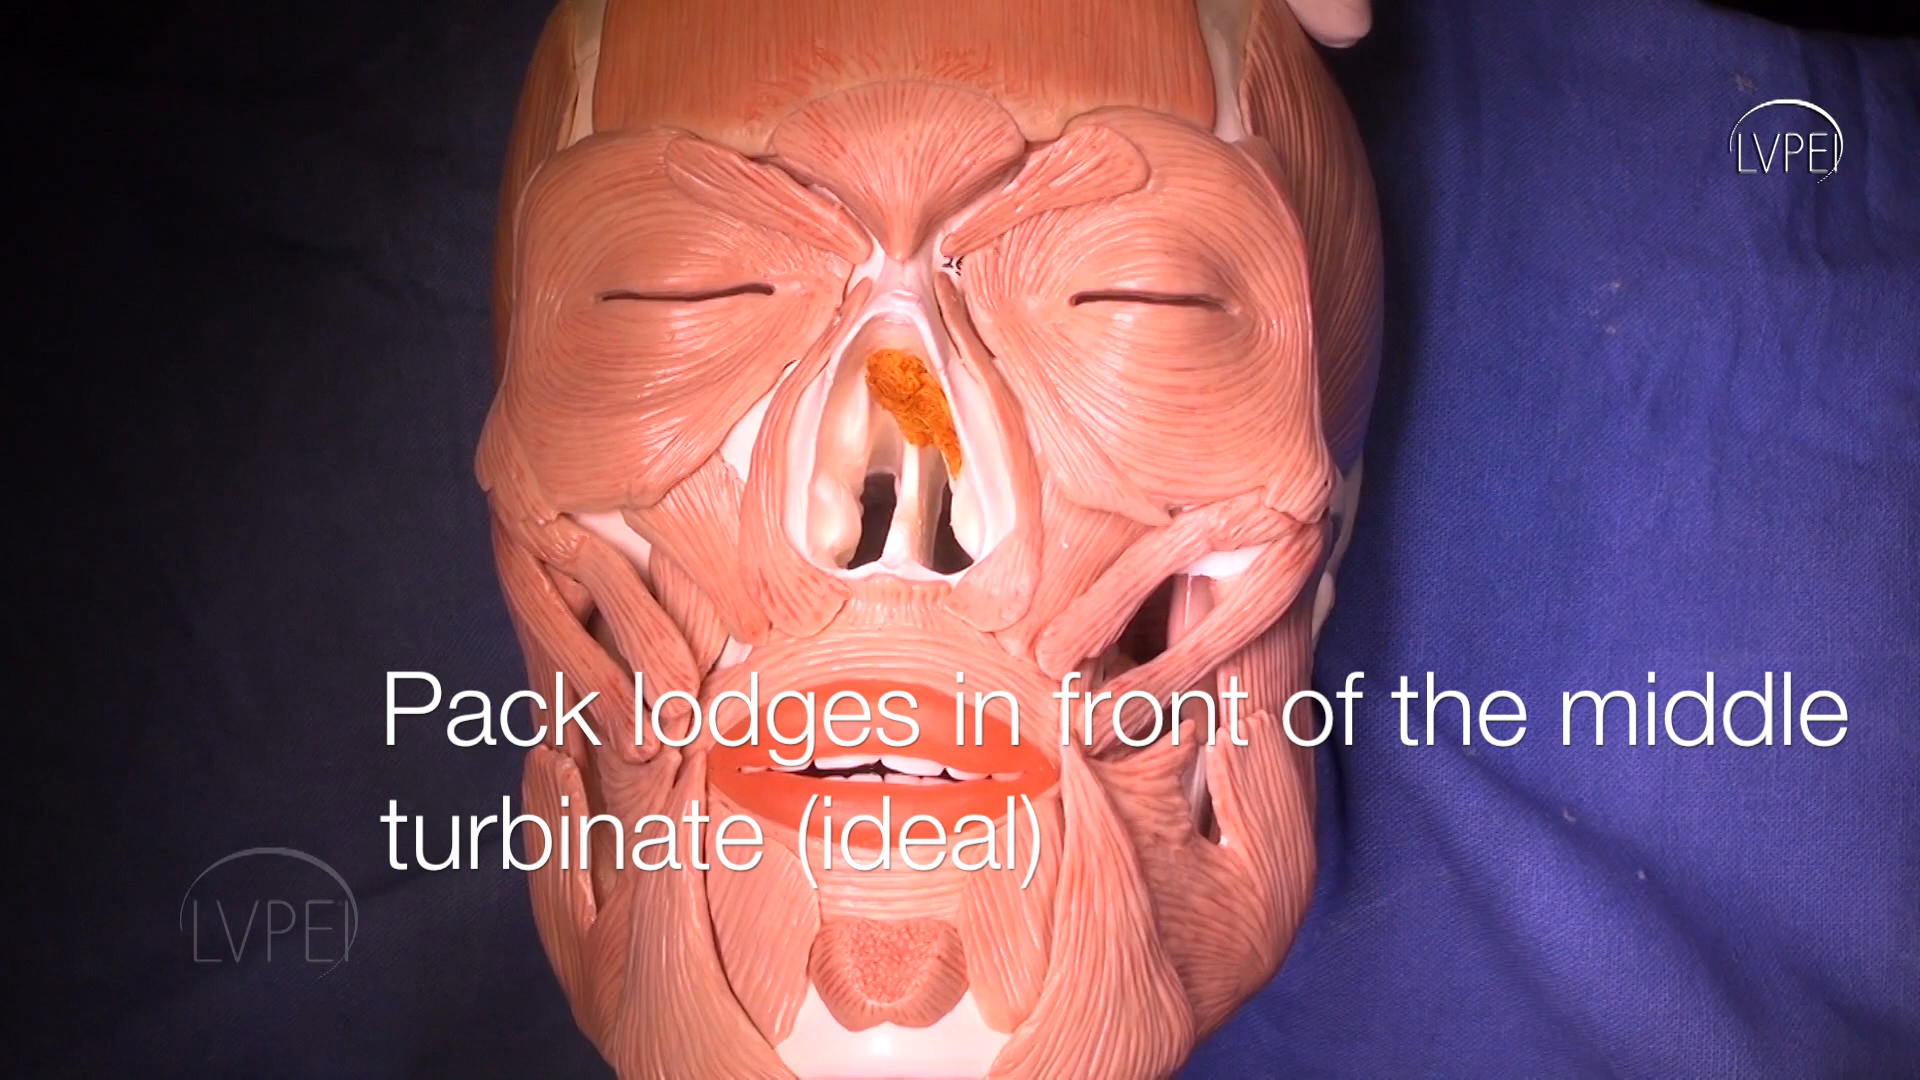 LVPEI
Pack lodges in front of the middle
turbinate (ideal)
LVPEI